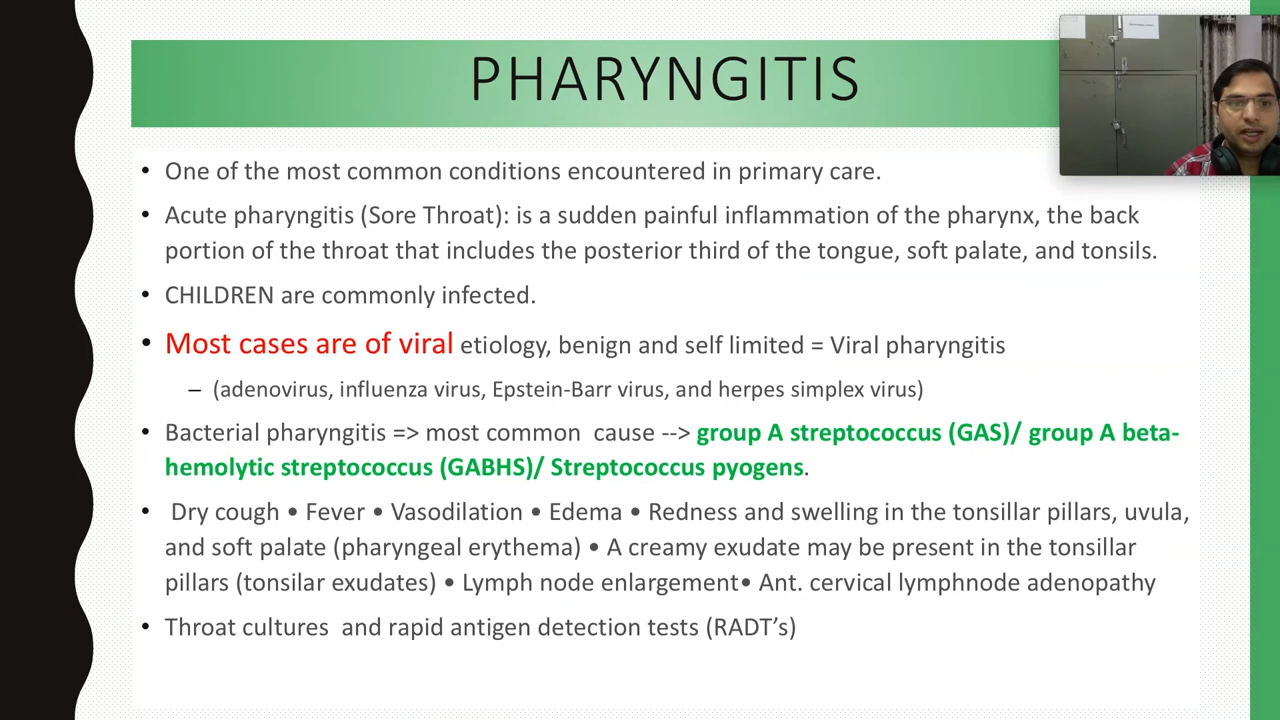 PHARYNGITIS
• One of the most common conditions encountered in primary care.
• Acute pharyngitis (Sore Throat): is a sudden painful inflammation of the pharynx, the back
portion of the throat that includes the posterior third of the tongue, soft palate, and tonsils.
• CHILDREN are commonly infected.
• Most cases are of viral etiology, benign and self limited = Viral pharyngitis
– (adenovirus, influenza virus, Epstein-Barr virus, and herpes simplex virus)
• Bacterial pharyngitis => most common cause --> group A streptococcus (GAS)/ group A beta-
hemolytic streptococcus (GABHS)/ Streptococcus pyogens.
• Dry cough • Fever • Vasodilation • Edema • Redness and swelling in the tonsillar pillars, uvula,
and soft palate (pharyngeal erythema) • A creamy exudate may be present in the tonsillar
pillars (tonsilar exudates) • Lymph node enlargement• Ant. cervical lymphnode adenopathy
• Throat cultures and rapid antigen detection tests (RADT’s)